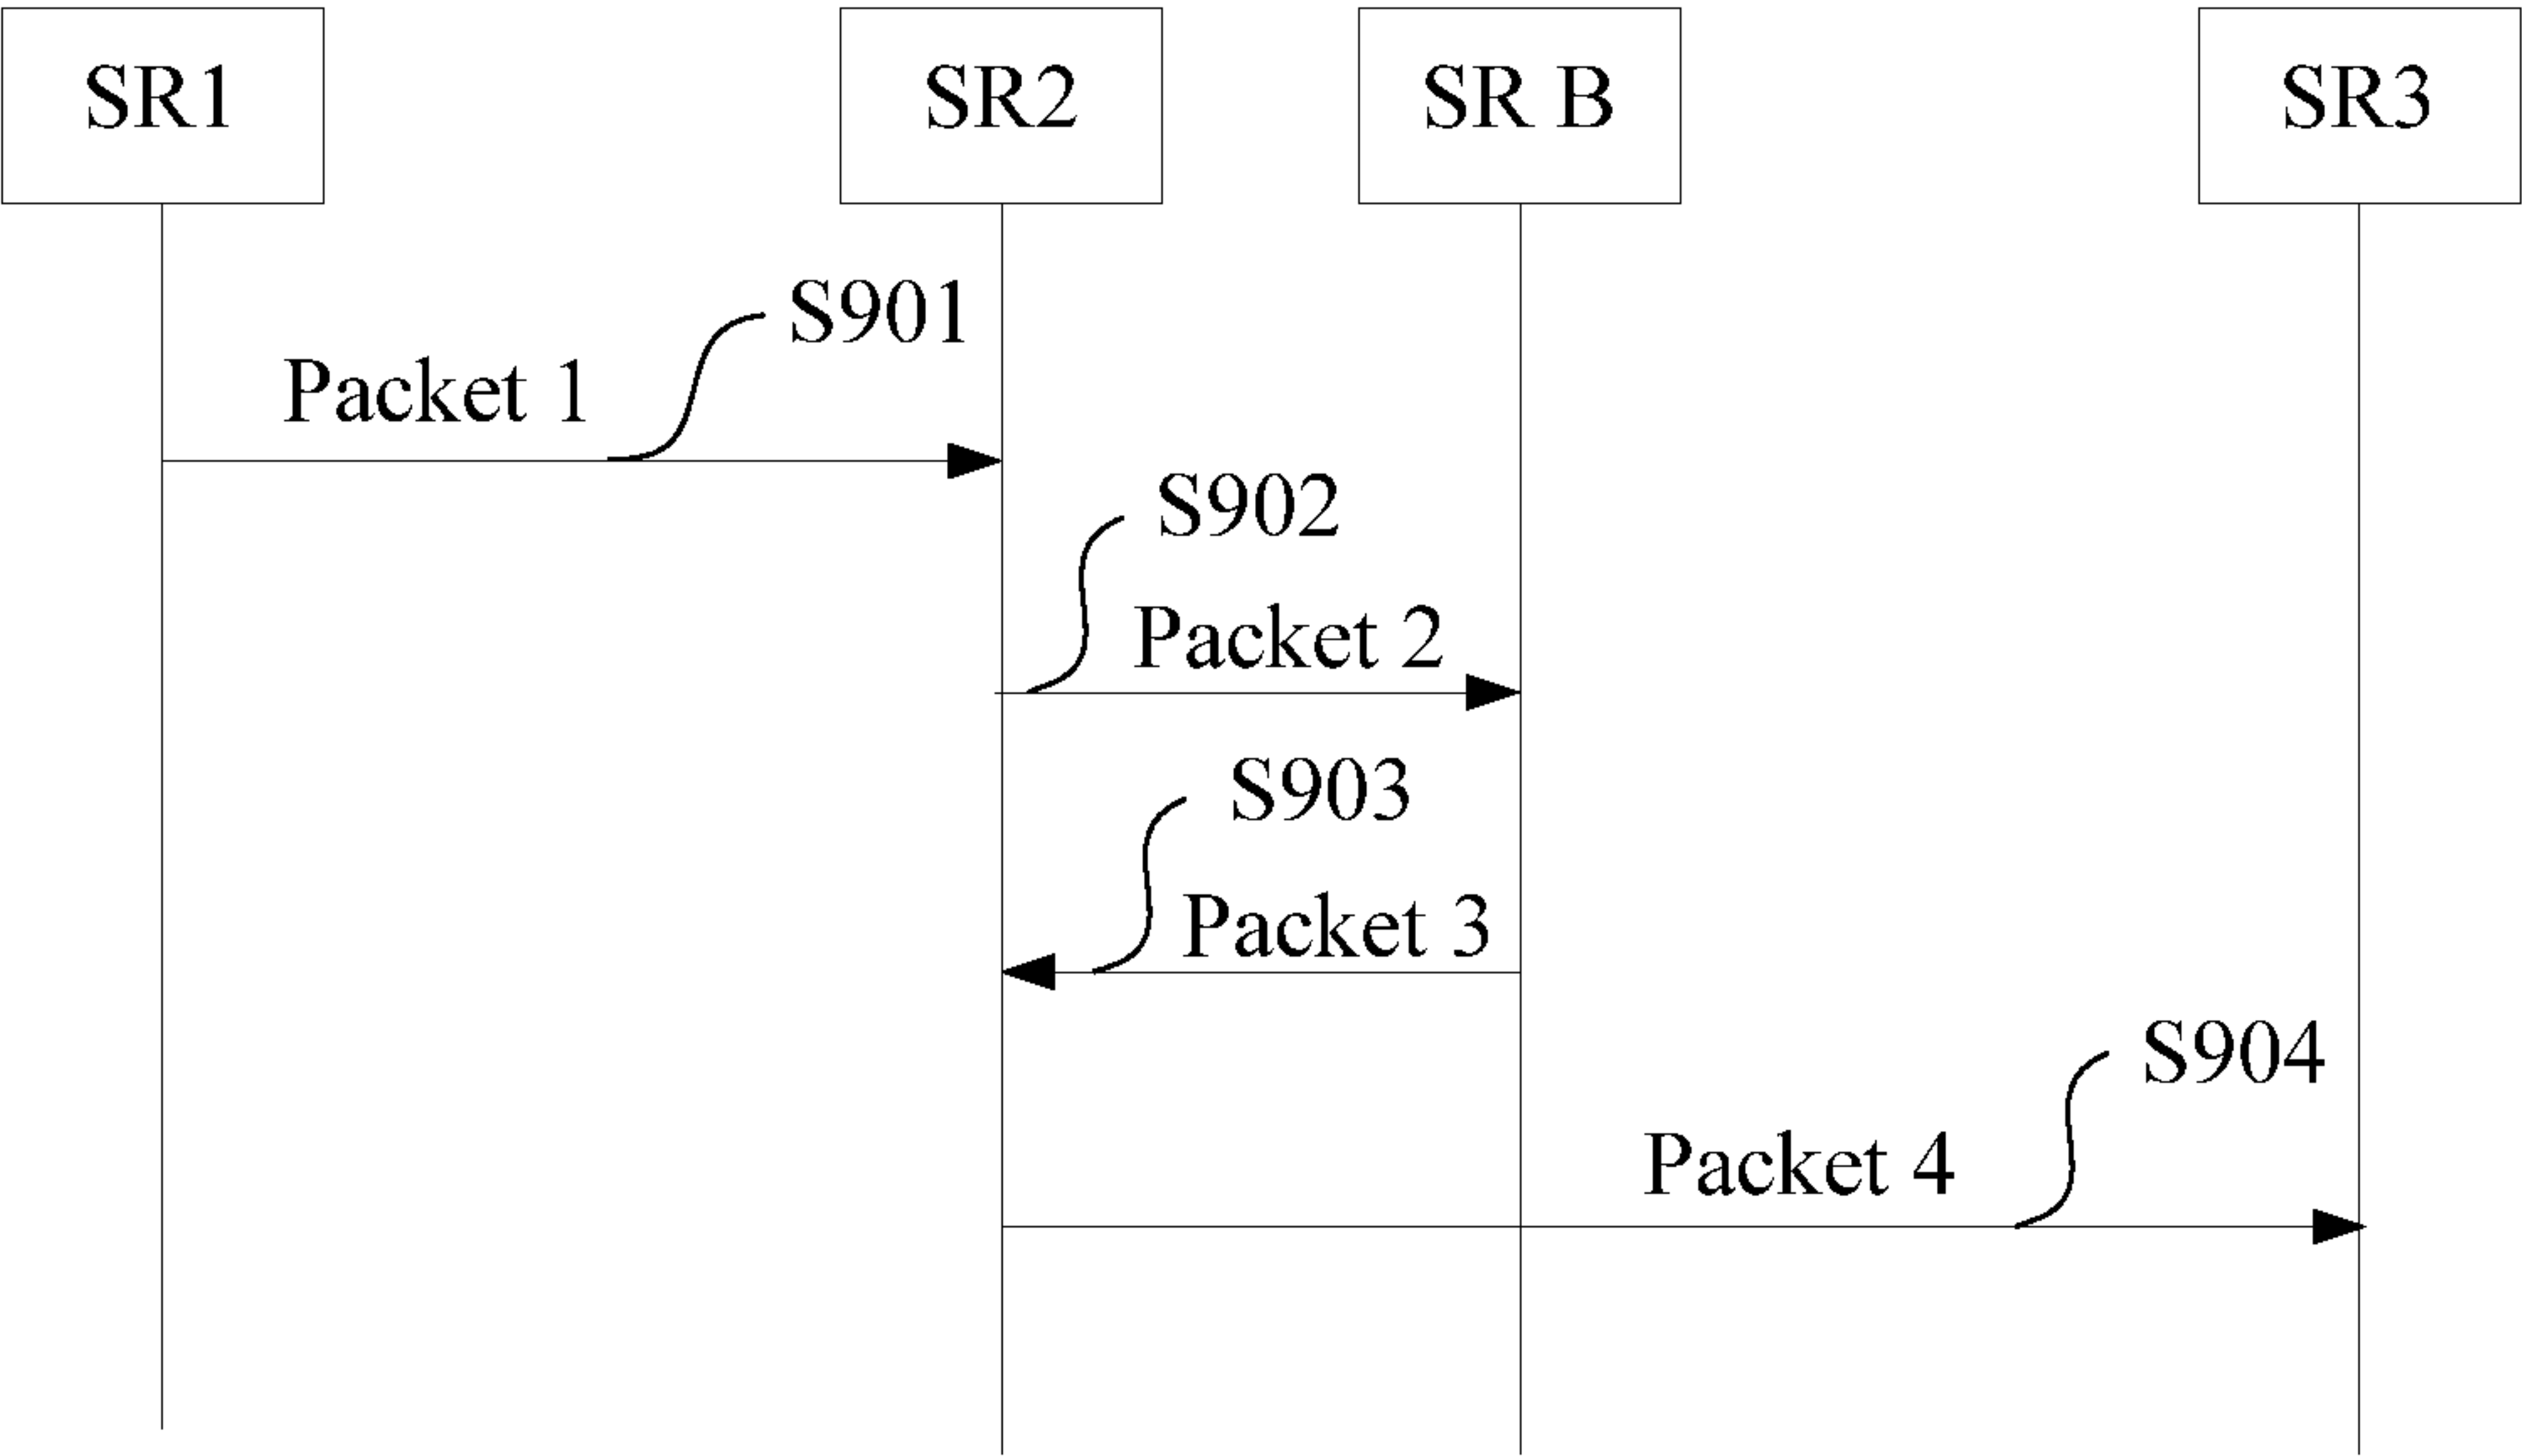 SR1
SR2
SR B
SR3
S901
Packet 1
S902
Packet 2
S903
Packet 3
S904
Packet 4